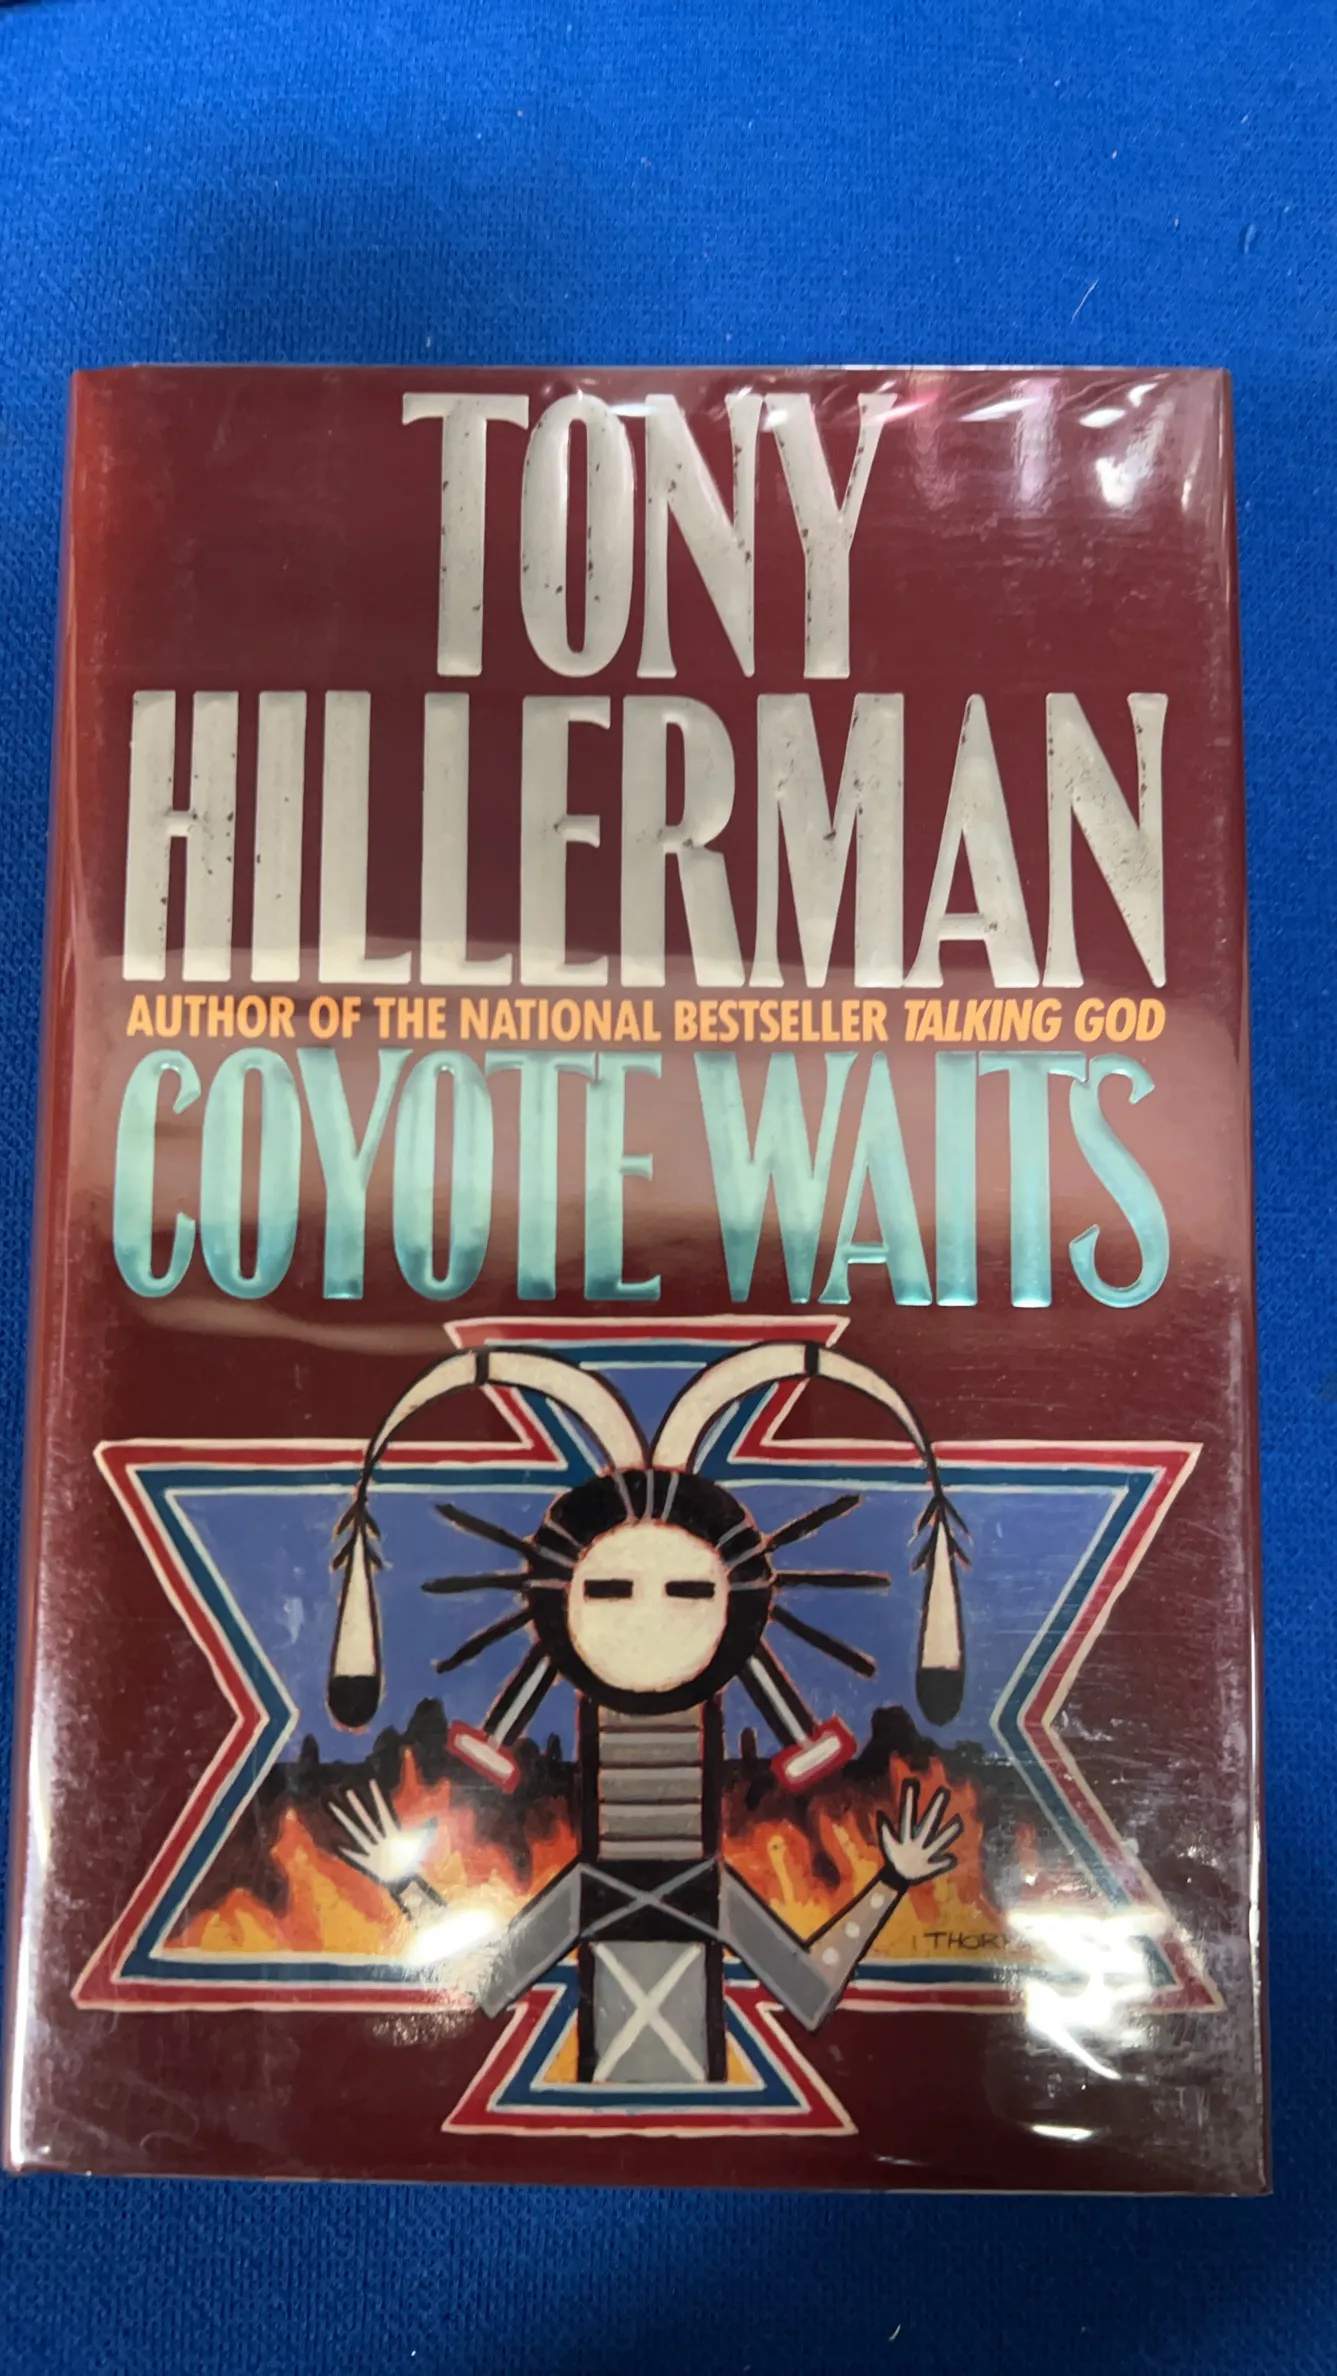 TONY
HILLERMAN
AUTHOR OF THE NATIONAL BESTSELLER TALKING GOD
COYOTE WAITS